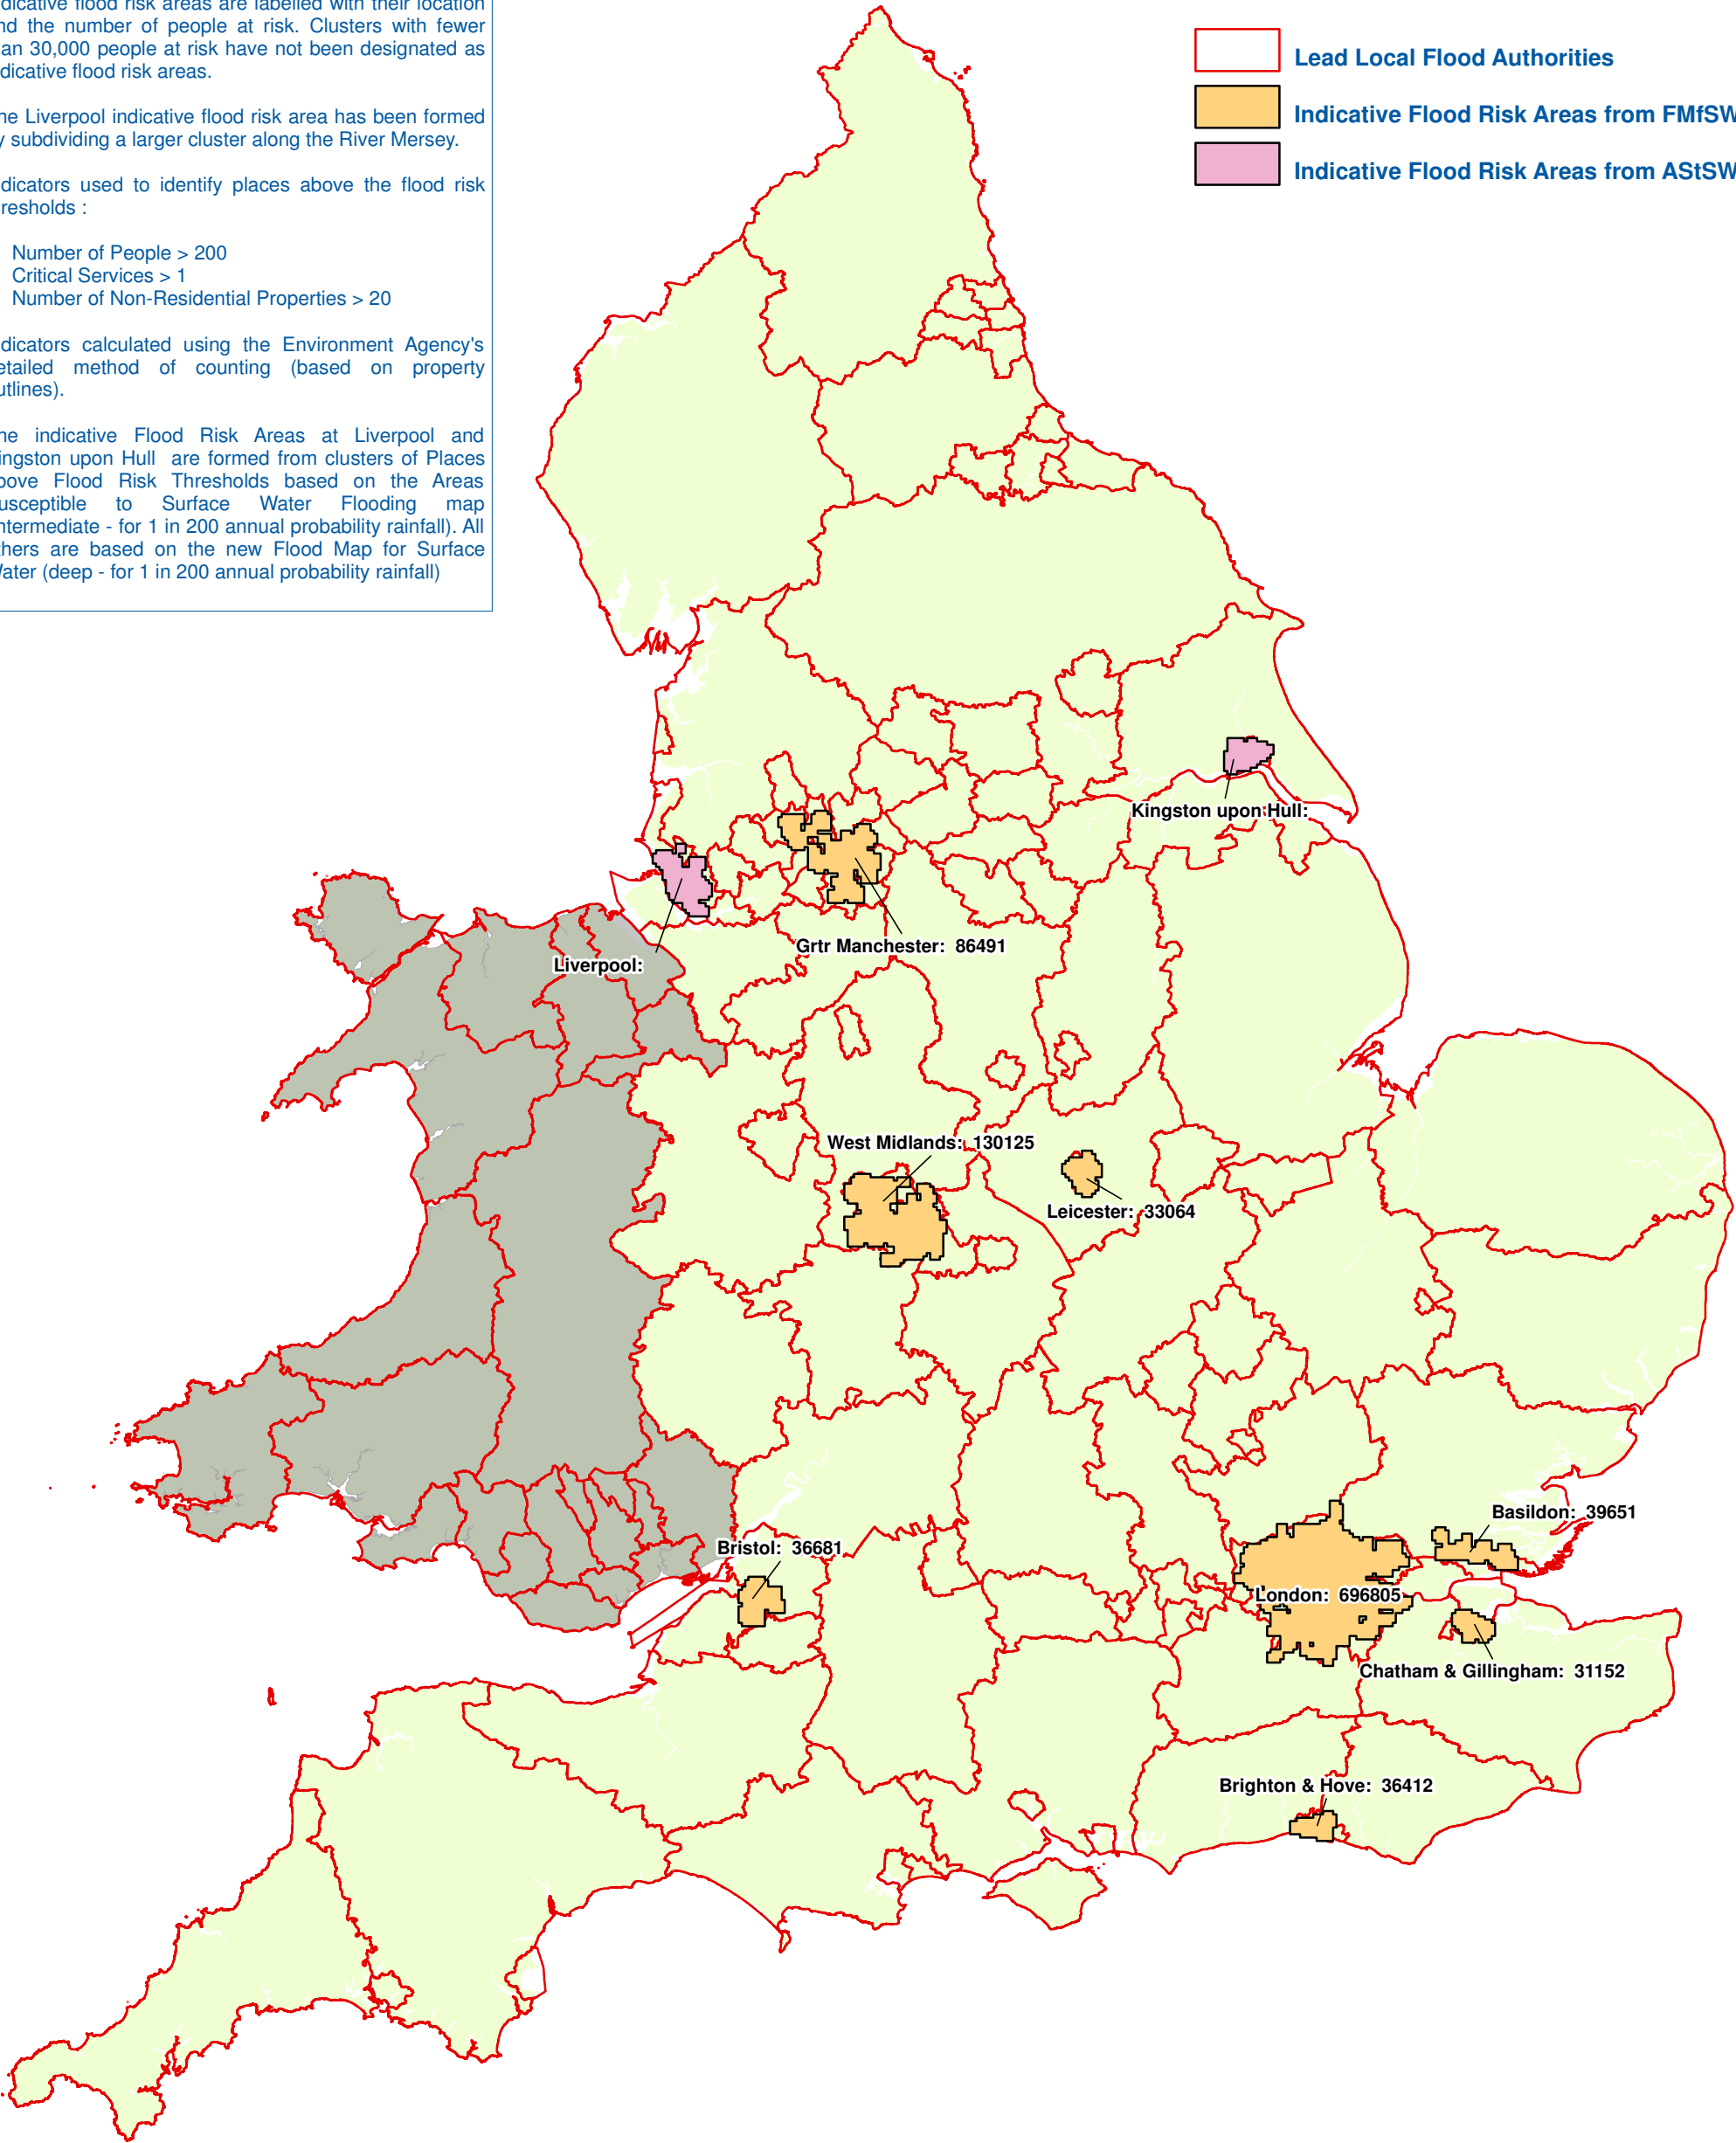 dicative flood risk areas are labelled with their location
nd the number of people at risk. Clusters with fewer
an 30,000 people at risk have not been designated as
dicative flood risk areas.
he Liverpool indicative flood risk area has been formed
y subdividing a larger cluster along the River Mersey.
dicators used to identify places above the flood risk
resholds :
Number of People > 200
Critical Services > 1
Number of Non-Residential Properties > 20
dicators calculated using the Environment Agency's
etailed method of counting (based on property
utlines).
he indicative Flood Risk Areas at Liverpool and
ingston upon Hull are formed from clusters of Places
bove Flood Risk Thresholds based on the Areas
usceptible to Surface Water Flooding map
ntermediate - for 1 in 200 annual probability rainfall). All
thers are based on the new Flood Map for Surface
Water (deep - for 1 in 200 annual probability rainfall)
Lead Local Flood Authorities
Indicative Flood Risk Areas from FMfSW
Indicative Flood Risk Areas from AStSW
Kingston upon Hull:
Grtr Manchester: 86491
Liverpool:
West Midlands: 130125
Leicester: 33064
Basildon: 39651
Bristol: 36681
London: 696805
Chatham & Gillingham: 31152
Brighton & Hove: 36412